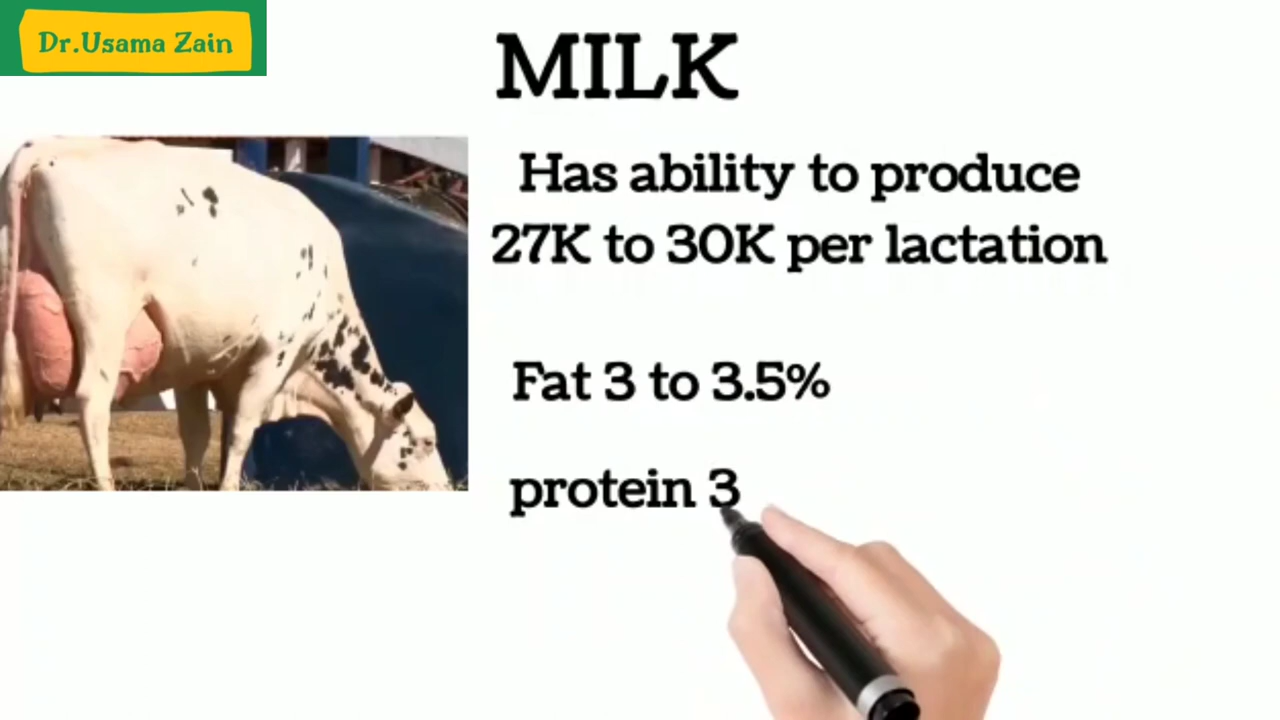 Dr.Usama Zain
MILK
Has ability to produce
27K to 30K per lactation
Fat 3 to 3.5%
protein 3